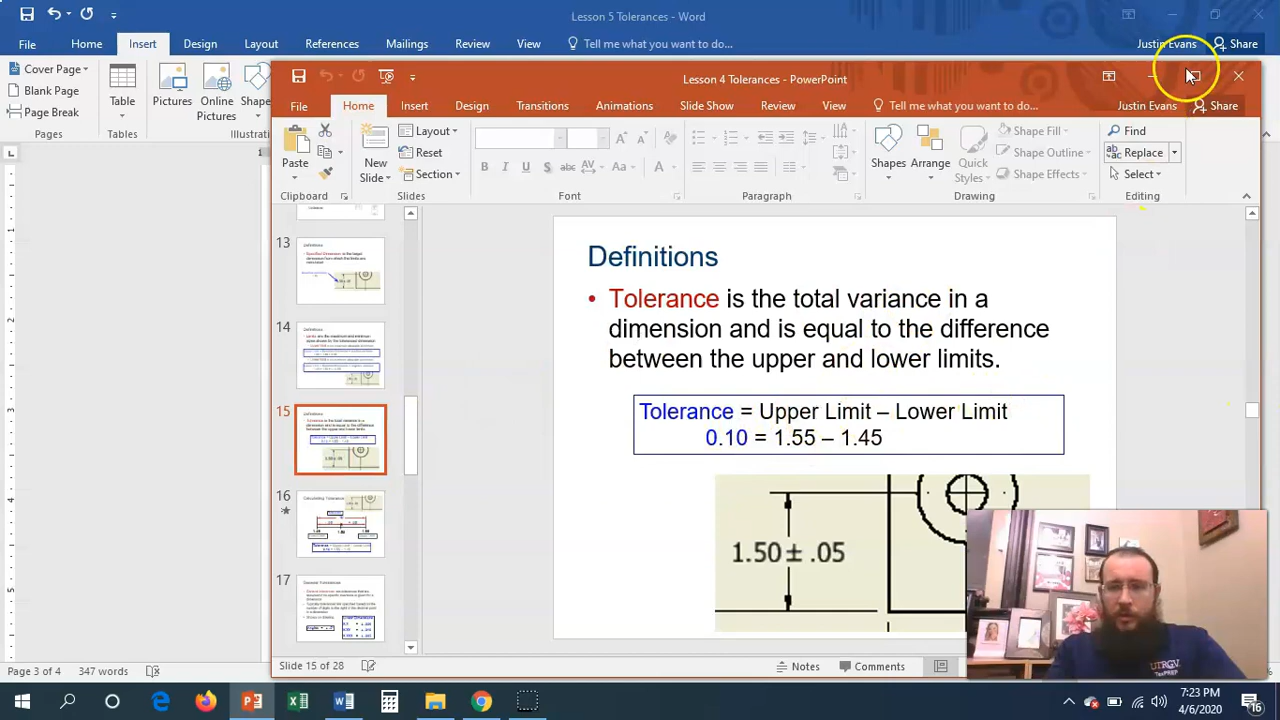 Lesson 5 Tolerances - Word
File Home Insert Design Layout References Mailings Review View Tell me what you want to do... Justin Evans Share
Cover Page
Blank Page
Page Break
Pages
Table
Tables
Pictures
Online Pictures
Shape
Illustrati
Lesson 4 Tolerances - PowerPoint
File Home Insert Design Transitions Animations Slide Show Review View Tell me what you want to do... Justin Evans Share
Paste
Clipboard
New Slide
Layout
Reset
Section
Slides
Font
Paragraph
Shapes
Arrange
Quick Styles
Shape Fill
Shape Outline
Shape Effects
Drawing
Find
Replace
Select
Editing
13
14
15
16
17
Definitions
• Tolerance is the total variance in a
dimension and is equal to the difference
between the upper and lower limits.
Tolerance = Upper Limit – Lower Limit
0.10 = 1.55 – 1.45
1.50 ± .05
UTRGV
Slide 15 of 28
Notes
Comments
Page 3 of 4 347 words
7:23 PM
4/6/2020
16